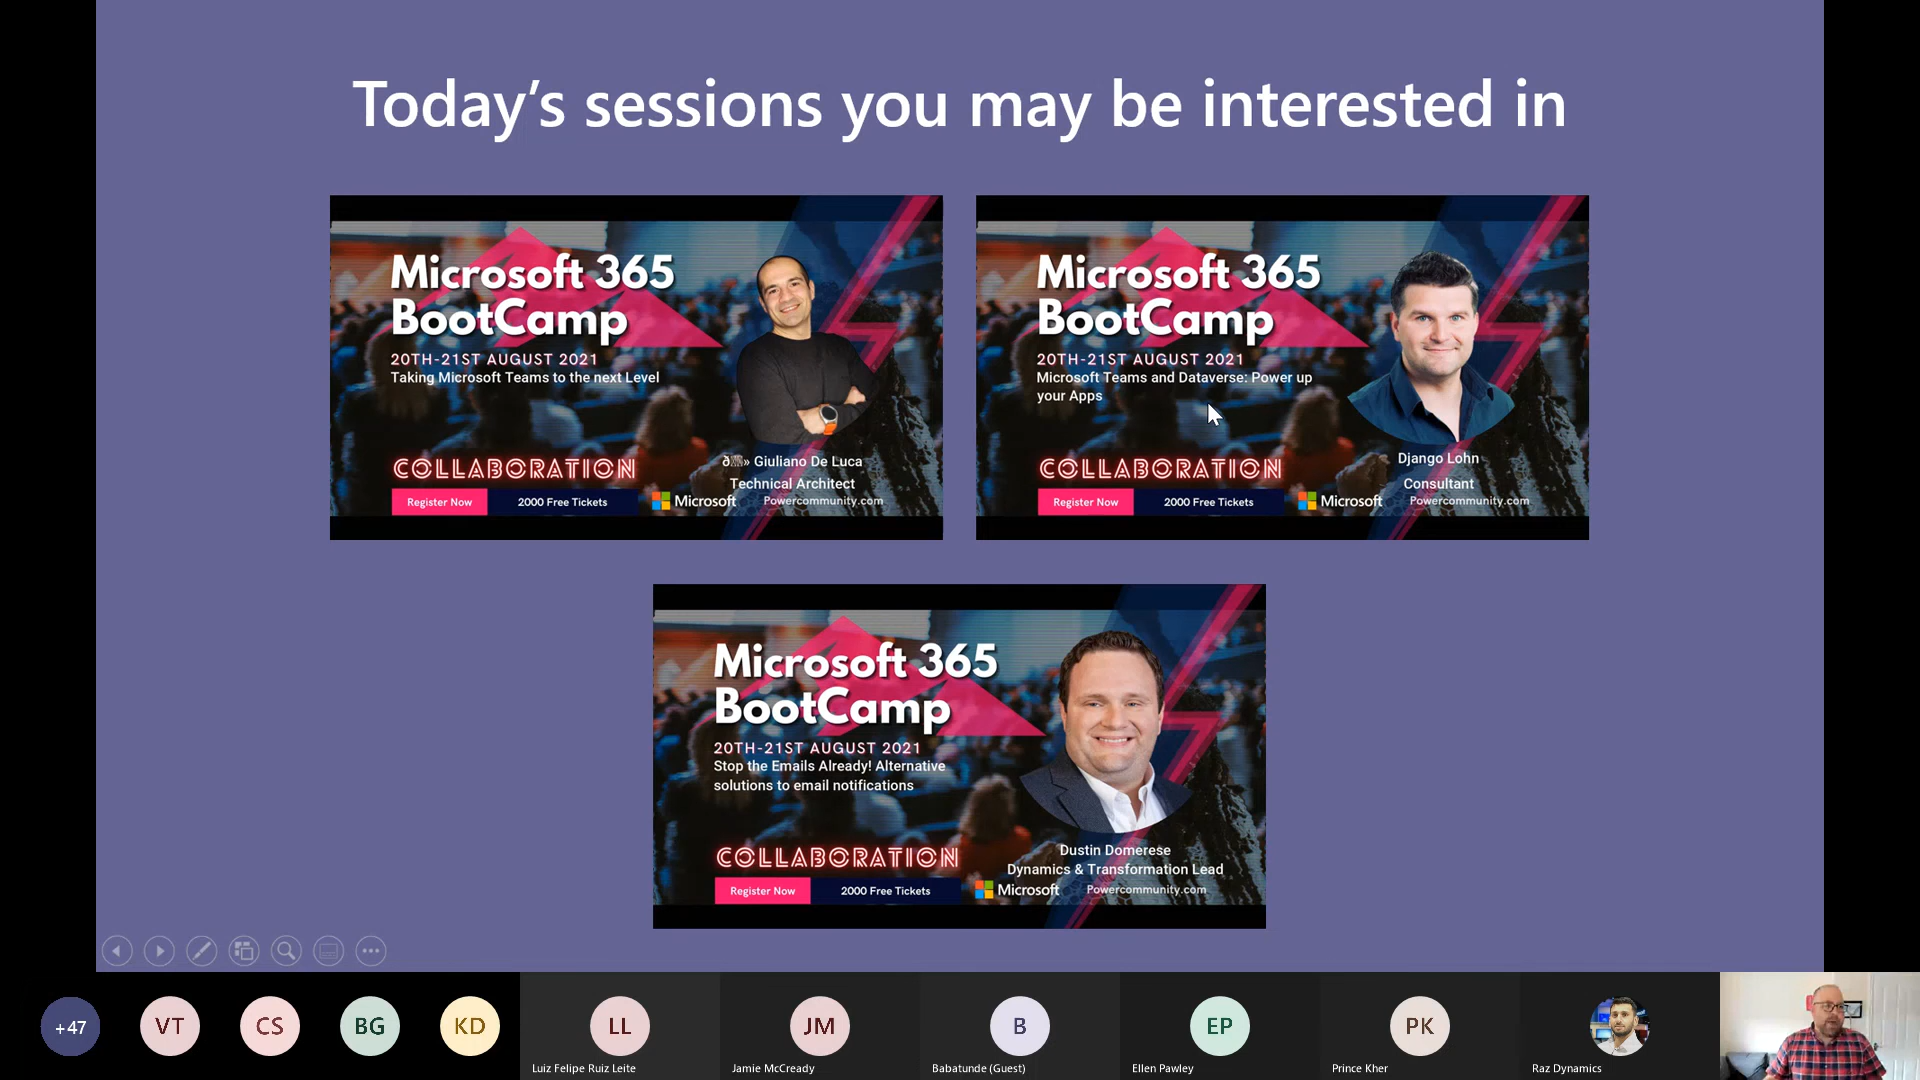 Today’s sessions you may be interested in
Microsoft 365
BootCamp
20TH-21ST AUGUST 2021
Taking Microsoft Teams to the next Level
COLLABORATION
Register Now
2000 Free Tickets
Microsoft
» Giuliano De Luca
Technical Architect
Powercommunity.com
Microsoft 365
BootCamp
20TH-21ST AUGUST 2021
Microsoft Teams and Dataverse: Power up
your Apps
COLLABORATION
Register Now
2000 Free Tickets
Microsoft
Django Lohn
Consultant
Powercommunity.com
Microsoft 365
BootCamp
20TH-21ST AUGUST 2021
Stop the Emails Already! Alternative
solutions to email notifications
COLLABORATION
Register Now
2000 Free Tickets
Microsoft
Dustin Domerese
Dynamics & Transformation Lead
Powercommunity.com
+47
VT
CS
BG
KD
LL
Luiz Felipe Ruiz Leite
JM
Jamie McCready
B
Babatunde (Guest)
EP
Ellen Pawley
PK
Prince Kher
Raz Dynamics